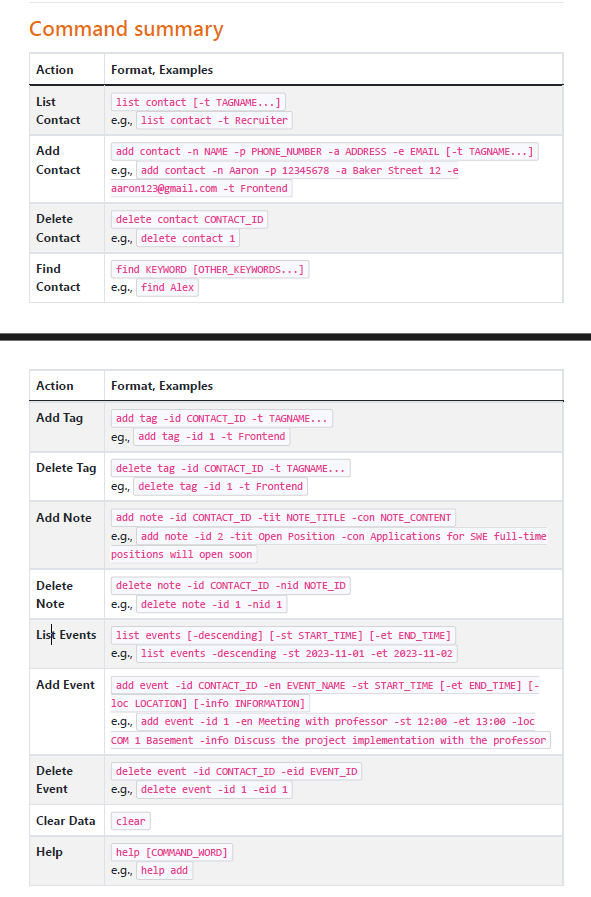 Command summary
Action Format, Examples
List list contact [-t TAGNAME...]
Contact e.g., list contact -t Recruiter
Add add contact -n NAME -p PHONE_NUMBER -a ADDRESS -e EMAIL [-t TAGNAME...]
Contact e.g., add contact -n Aaron -p 12345678 -a Baker Street 12 -e
aaron123@gmail.com -t Frontend
Delete delete contact CONTACT_ID
Contact e.g., delete contact 1
Find find KEYWORD [OTHER_KEYWORDS...]
Contact e.g., find Alex
Action Format, Examples
Add Tag add tag -id CONTACT_ID -t TAGNAME...
eg., add tag -id 1 -t Frontend
Delete Tag delete tag -id CONTACT_ID -t TAGNAME...
eg., delete tag -id 1 -t Frontend
Add Note add note -id CONTACT_ID -tit NOTE_TITLE -con NOTE_CONTENT
e.g., add note -id 2 -tit Open Position -con Applications for SWE full-time
positions will open soon
Delete delete note -id CONTACT_ID -nid NOTE_ID
Note e.g., delete note -id 1 -nid 1
List Events list events [-descending] [-st START_TIME] [-et END_TIME]
e.g., list events -descending -st 2023-11-01 -et 2023-11-02
Add Event add event -id CONTACT_ID -en EVENT_NAME -st START_TIME [-et END_TIME] [-
loc LOCATION] [-info INFORMATION]
e.g., add event -id 1 -en Meeting with professor -st 12:00 -et 13:00 -loc
COM 1 Basement -info Discuss the project implementation with the professor
Delete delete event -id CONTACT_ID -eid EVENT_ID
Event e.g., delete event -id 1 -eid 1
Clear Data clear
Help help [COMMAND_WORD]
e.g., help add